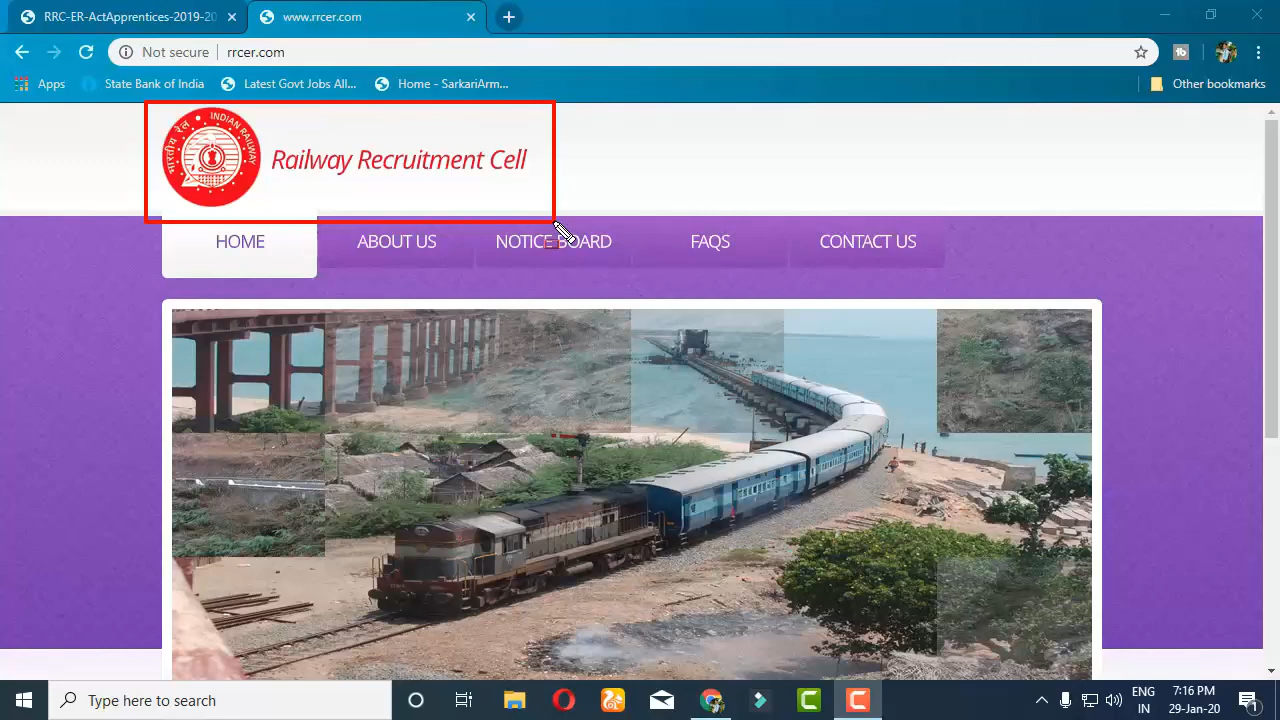 RRC-ER-ActApprentices-2019-20
www.rrcer.com
Not secure
rrcer.com
Apps
State Bank of India
Latest Govt Jobs All...
Home - SarkariArm...
Other bookmarks
भारतीय रेल INDIAN RAILWAY
Railway Recruitment Cell
HOME
ABOUT US
NOTICE BOARD
FAQS
CONTACT US
Type here to search
ENG
IN
7:16 PM
29-Jan-20
1